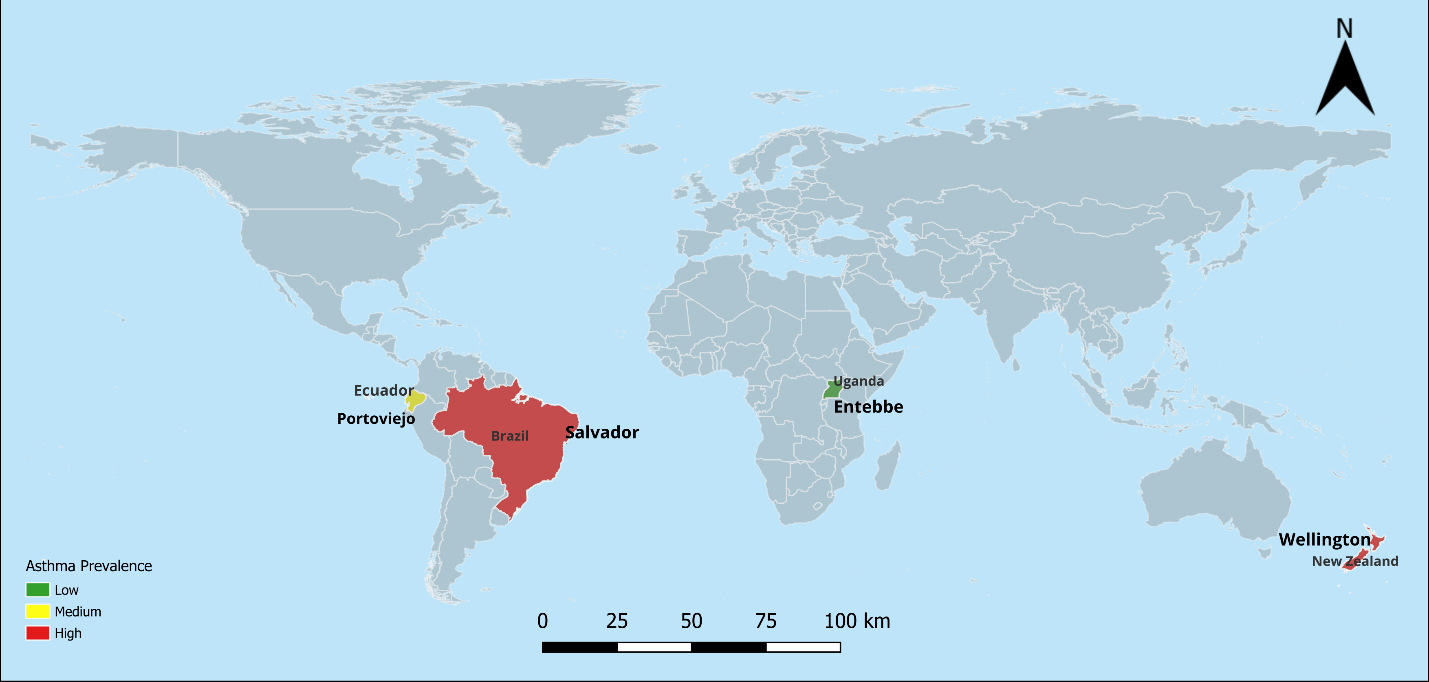 N
Ecuador
Portoviejo
Brazil
Salvador
Uganda
Entebbe
Wellington
New Zealand
Asthma Prevalence
Low
Medium
High
0 25 50 75 100 km